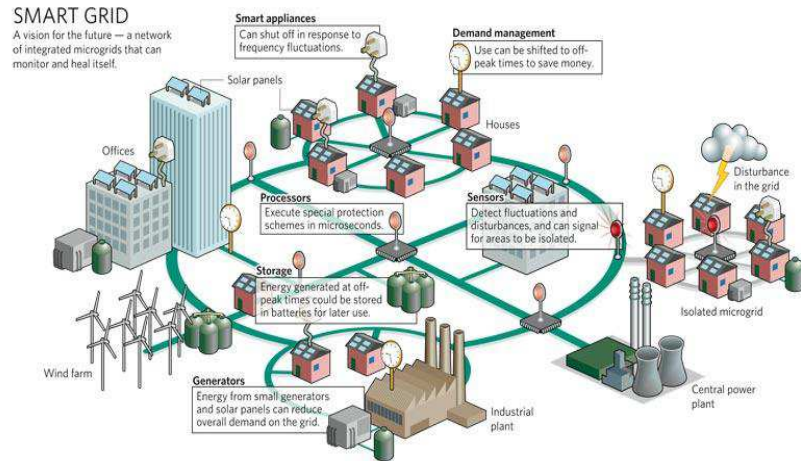 SMART GRID
A vision for the future — a network
of integrated microgrids that can
monitor and heal itself.
Smart appliances
Can shut off in response to
frequency fluctuations.
Demand management
Use can be shifted to off-
peak times to save money.
Solar panels
Houses
Offices
Disturbance
in the grid
Processors
Execute special protection
schemes in microseconds.
Sensors
Detect fluctuations and
disturbances, and can signal
for areas to be isolated.
Storage
Energy generated at off-
peak times could be stored
in batteries for later use.
Isolated microgrid
Wind farm
Generators
Energy from small generators
and solar panels can reduce
overall demand on the grid.
Industrial
plant
Central power
plant